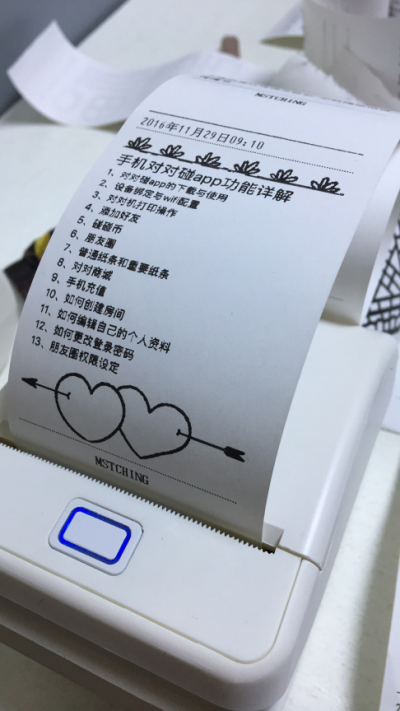 MSTCHING
2016年11月29日09:10
手机对对碰app功能详解
1、对对碰app的下载与使用
2、设备绑定与wifi配置
3、对对机打印操作
4、添加好友
5、碰碰币
6、朋友圈
7、普通纸条和重要纸条
8、对对商城
9、手机充值
10、如何创建房间
11、如何编辑自己的个人资料
12、如何更改登录密码
13、朋友圈权限设定
MSTCHING